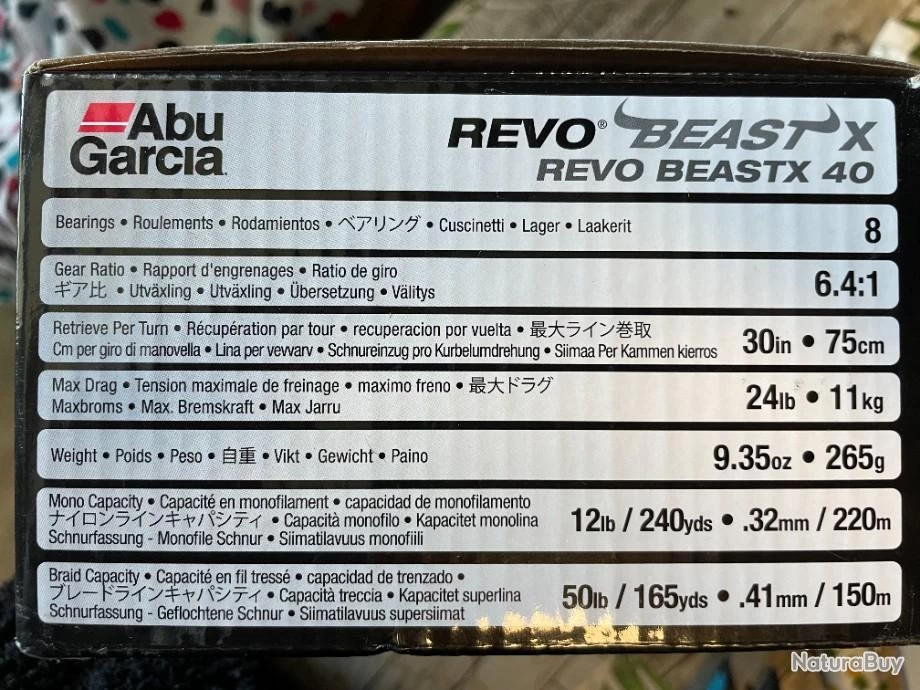 Abu
Garcia
REVO® BEAST X
REVO BEASTX 40
Bearings • Roulements • Rodamientos • ベアリング • Cuscinetti • Lager • Laakerit 8
Gear Ratio • Rapport d'engrenages • Ratio de giro
ギア比 • Utväxling • Utväxling • Übersetzung • Välitys 6.4:1
Retrieve Per Turn • Récupération par tour • recuperacion por vuelta • 最大ライン巻取
Cm per giro di manovella • Lina per vevvarv • Schnureinzug pro Kurbelumdrehung • Siimaa Per Kammen kierros 30in • 75cm
Max Drag • Tension maximale de freinage • maximo freno • 最大ドラグ
Maxbroms • Max. Bremskraft • Max Jarru 24lb • 11kg
Weight • Poids • Peso • 自重 • Vikt • Gewicht • Paino 9.35oz • 265g
Mono Capacity • Capacité en monofilament • capacidad de monofilamento
ナイロンラインキャパシティ • Capacità monofilo • Kapacitet monolina 12lb / 240yds • .32mm / 220m
Schnurfassung - Monofile Schnur • Siimatilavuus monofiili
Braid Capacity • Capacité en fil tressé • capacidad de trenzado •
ブレードラインキャパシティ • Capacità treccia • Kapacitet superlina 50lb / 165yds • .41mm / 150m
Schnurfassung - Geflochtene Schnur • Siimatilavuus supersiimat
NaturaBuy